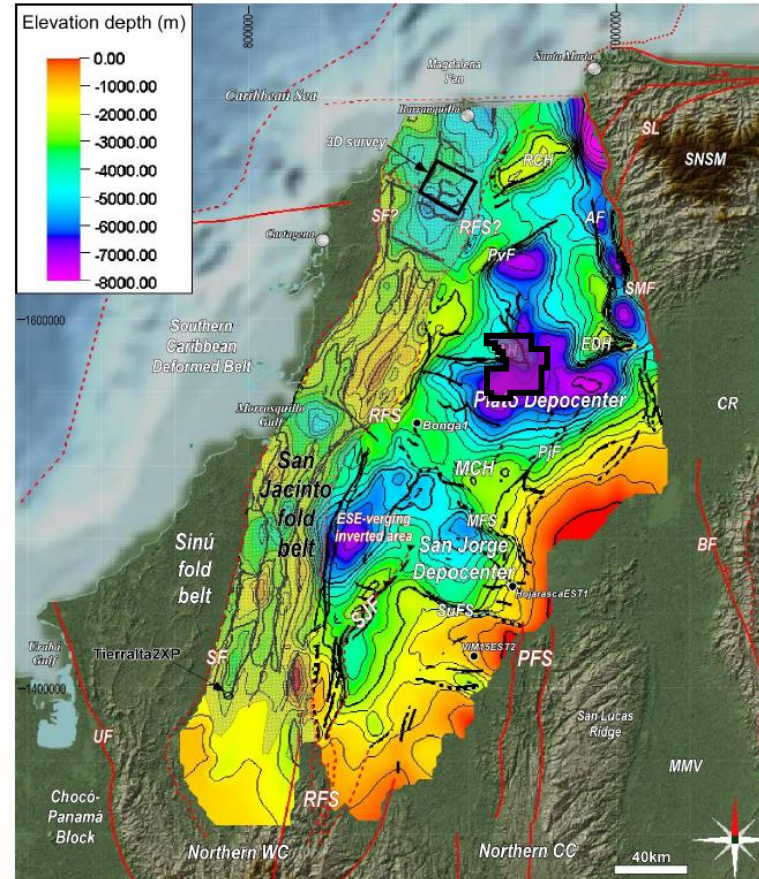 Elevation depth (m)
0.00
-1000.00
-2000.00
-3000.00
-4000.00
-5000.00
-6000.00
-7000.00
-8000.00
800000
Santa Marta
Magdalena
Fan
Caribbean Sea
Barranquilla
3D survey
RCH
SL
SNSM
SF?
RFS?
AF
Cartagena
PvF
SMF
1600000
Southern
Caribbean
Deformed Belt
H
EDH
Plato Depocenter
CR
Morrosquillo
Gulf
RFS
Bonga1
San
Jacinto
fold
belt
MCH
PjF
ESE-verging
inverted area
MFS
San Jorge
Depocenter
BF
Sinú
fold
belt
HojarascaEST1
SJF
SuFS
Urabá
Gulf
Tierralta2XP
SF
VIM15EST2
PFS
1400000
San Lucas
Ridge
UF
MMV
Chocó-
Panamá
Block
RFS
Northern WC
Northern CC
40km